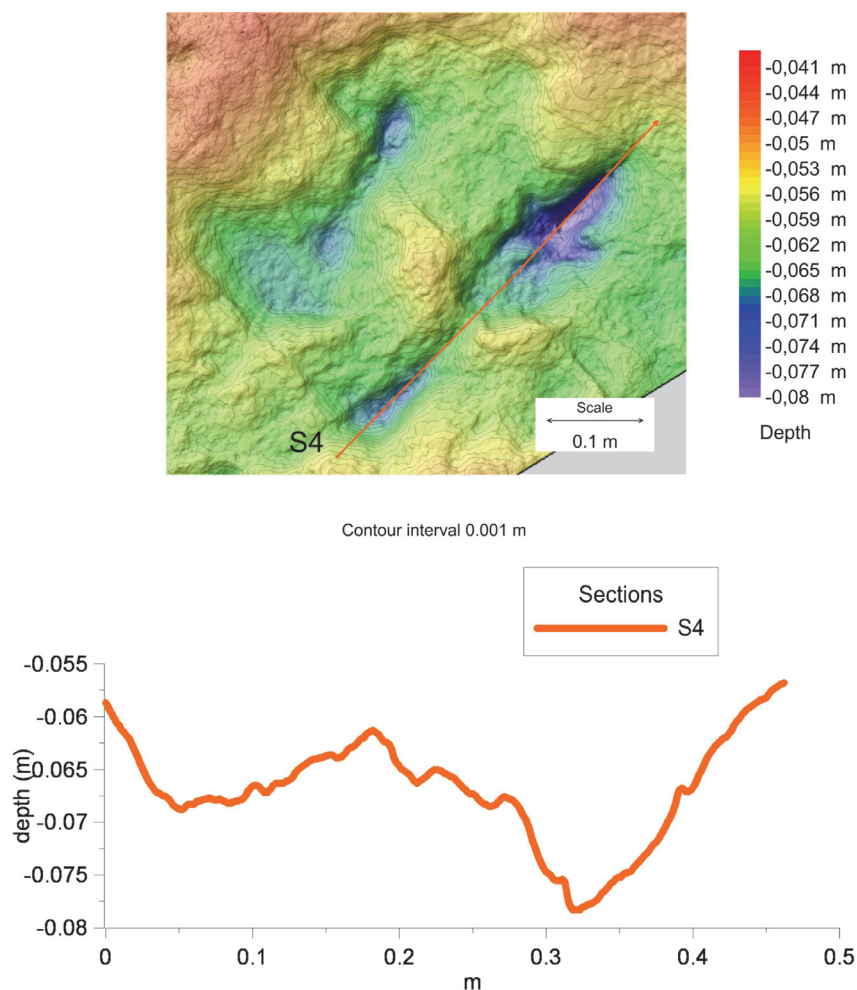 -0,041 m
-0,044 m
-0,047 m
-0,05 m
-0,053 m
-0,056 m
-0,059 m
-0,062 m
-0,065 m
-0,068 m
-0,071 m
-0,074 m
-0,077 m
-0,08 m
Depth
S4
Scale
0.1 m
Contour interval 0.001 m
Sections
S4
-0.055
-0.06
-0.065
-0.07
-0.075
-0.08
depth (m)
0 0.1 0.2 0.3 0.4 0.5
m